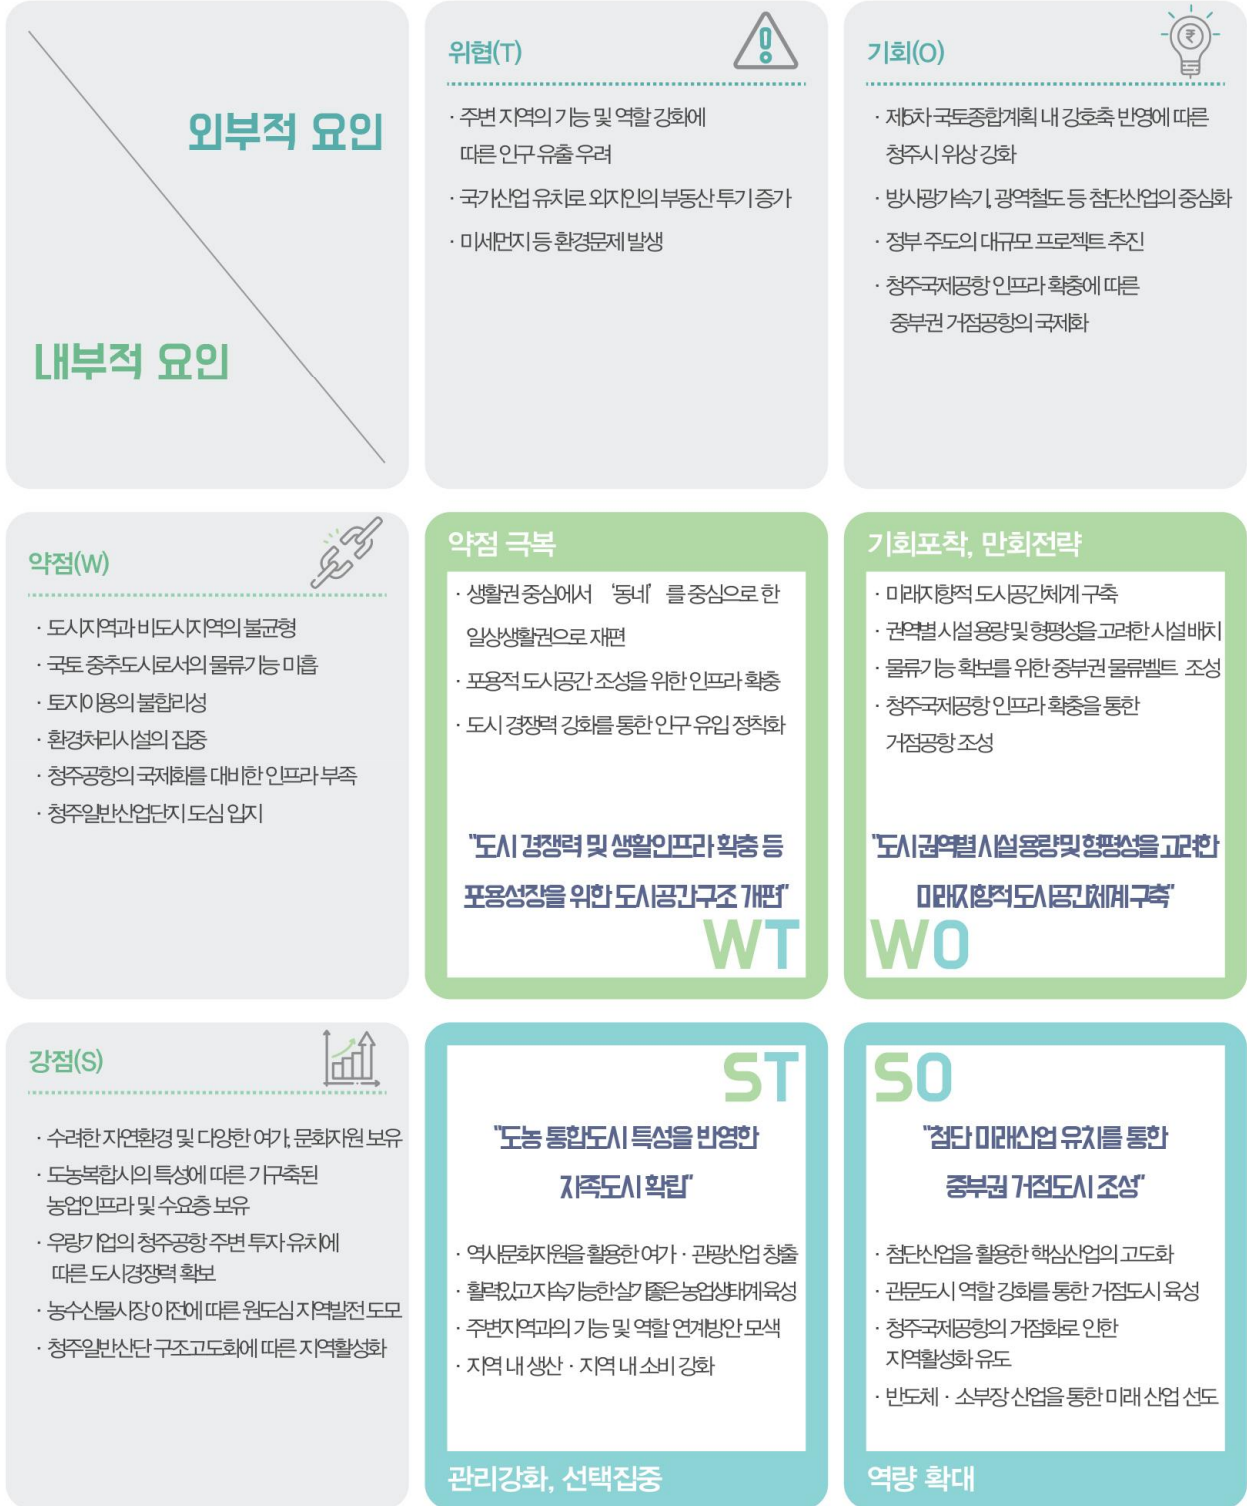 외부적 요인
내부적 요인
위협(T)
· 주변 지역의 기능 및 역할 강화에
따른 인구 유출 우려
· 국가산업 유치로 외지인의 부동산 투기 증가
· 미세먼지 등 환경문제 발생
기회(O)
₹
· 제5차 국토종합계획 내 강호축 반영에 따른
청주시 위상 강화
· 방사광가속기, 광역철도 등 첨단산업의 중심화
· 정부 주도의 대규모 프로젝트 추진
· 청주국제공항 인프라 확충에 따른
중부권 거점공항의 국제화
약점(W)
· 도시지역과 비도시지역의 불균형
· 국토 중추도시로서의 물류기능 미흡
· 토지이용의 불합리성
· 환경처리시설의 집중
· 청주공항의 국제화를 대비한 인프라 부족
· 청주일반산업단지 도심 입지
약점 극복
· 생활권 중심에서 ‘동네’ 를 중심으로 한
일상생활권으로 재편
· 포용적 도시공간 조성을 위한 인프라 확충
· 도시 경쟁력 강화를 통한 인구 유입 정착화
"도시 경쟁력 및 생활인프라 확충 등
포용성장을 위한 도시공간구조 개편"
WT
기회포착, 만회전략
· 미래지향적 도시공간체계 구축
· 권역별 시설용량 및 형평성을 고려한 시설 배치
· 물류기능 확보를 위한 중부권 물류벨트 조성
· 청주국제공항 인프라 확충을 통한
거점공항 조성
"도시 권역별 시설 용량 및 형평성을 고려한
미래지향적 도시공간체계 구축"
WO
강점(S)
· 수려한 자연환경 및 다양한 여가, 문화자원 보유
· 도농복합시의 특성에 따른 기구축된
농업인프라 및 수요층 보유
· 우량기업의 청주공항 주변 투자 유치에
따른 도시경쟁력 확보
· 농수산물시장 이전에 따른 원도심 지역발전 도모
· 청주일반산단 구조고도화에 따른 지역활성화
ST
"도농 통합도시 특성을 반영한
자족도시 확립"
· 역사문화자원을 활용한 여가 · 관광산업 창출
· 활력있고 지속가능한 살기좋은 농업생태계 육성
· 주변지역과의 기능 및 역할 연계방안 모색
· 지역 내 생산 · 지역 내 소비 강화
관리강화, 선택집중
SO
"첨단 미래산업 유치를 통한
중부권 거점도시 조성"
· 첨단산업을 활용한 핵심산업의 고도화
· 관문도시 역할 강화를 통한 거점도시 육성
· 청주국제공항의 거점화로 인한
지역활성화 유도
· 반도체 · 소부장 산업을 통한 미래 산업 선도
역량 확대